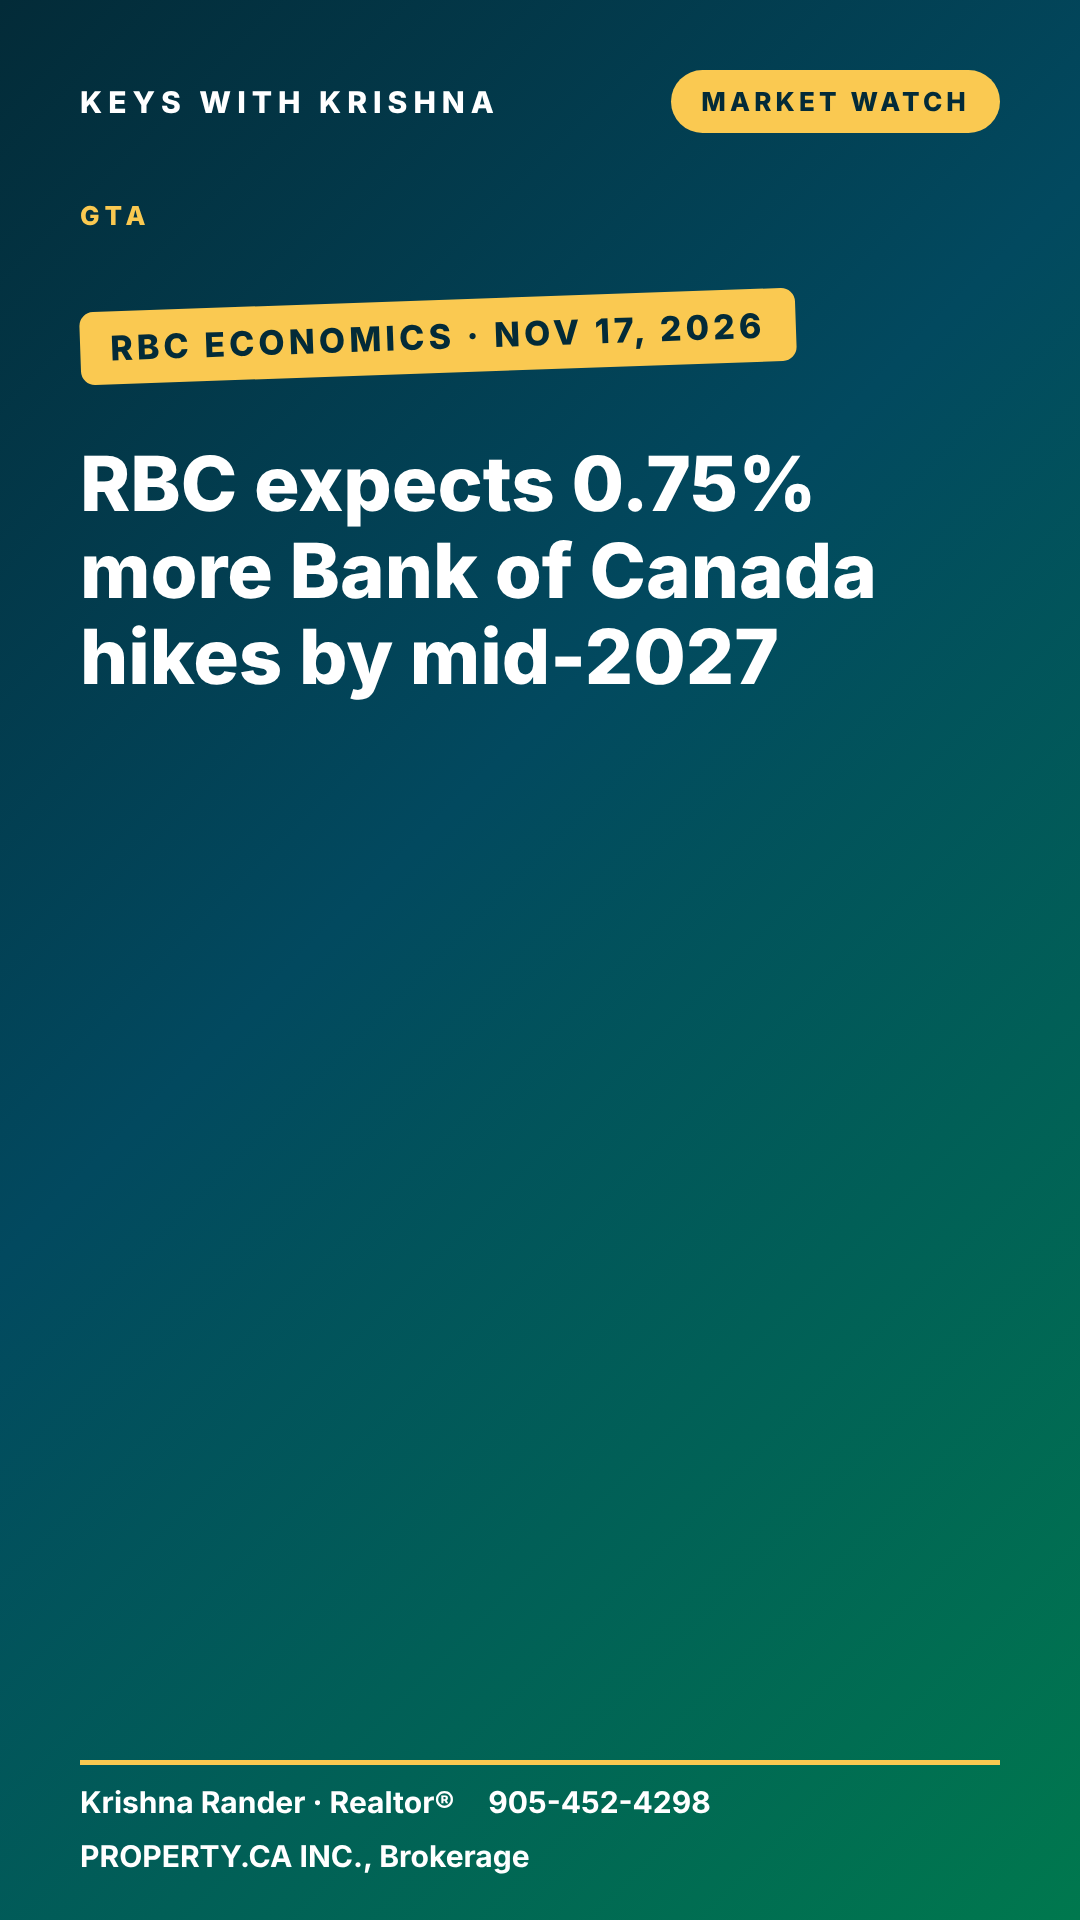 KEYS WITH KRISHNA
MARKET WATCH
GTA
RBC ECONOMICS · NOV 17, 2026
RBC expects 0.75%
more Bank of Canada
hikes by mid-2027
Krishna Rander · Realtor® 905-452-4298
PROPERTY.CA INC., Brokerage